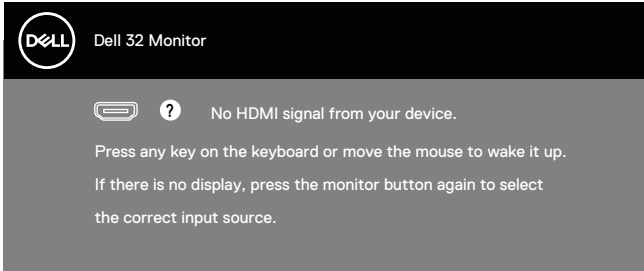 DELL
Dell 32 Monitor
? No HDMI signal from your device.
Press any key on the keyboard or move the mouse to wake it up.
If there is no display, press the monitor button again to select
the correct input source.